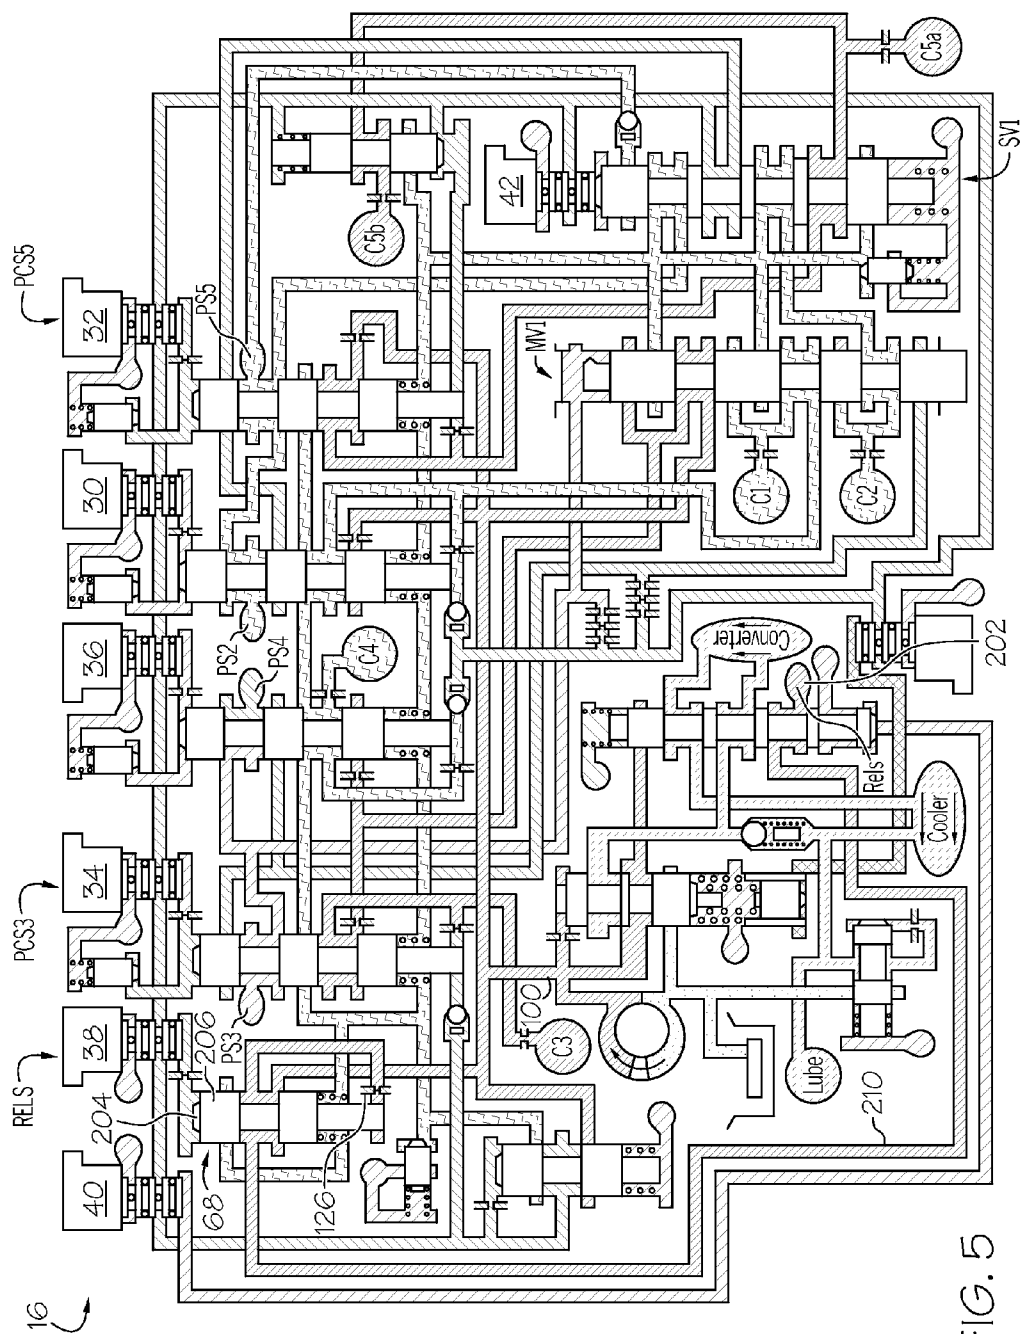 16
RELS
PCS3
PCS5
40
38
34
36
30
32
42
204
206
68
126
PS3
PS4
PS2
PS5
C5b
C5a
C4
C1
C2
C3
MV1
SV1
100
Converter
Rels
202
Cooler
Lube
210
FIG. 5